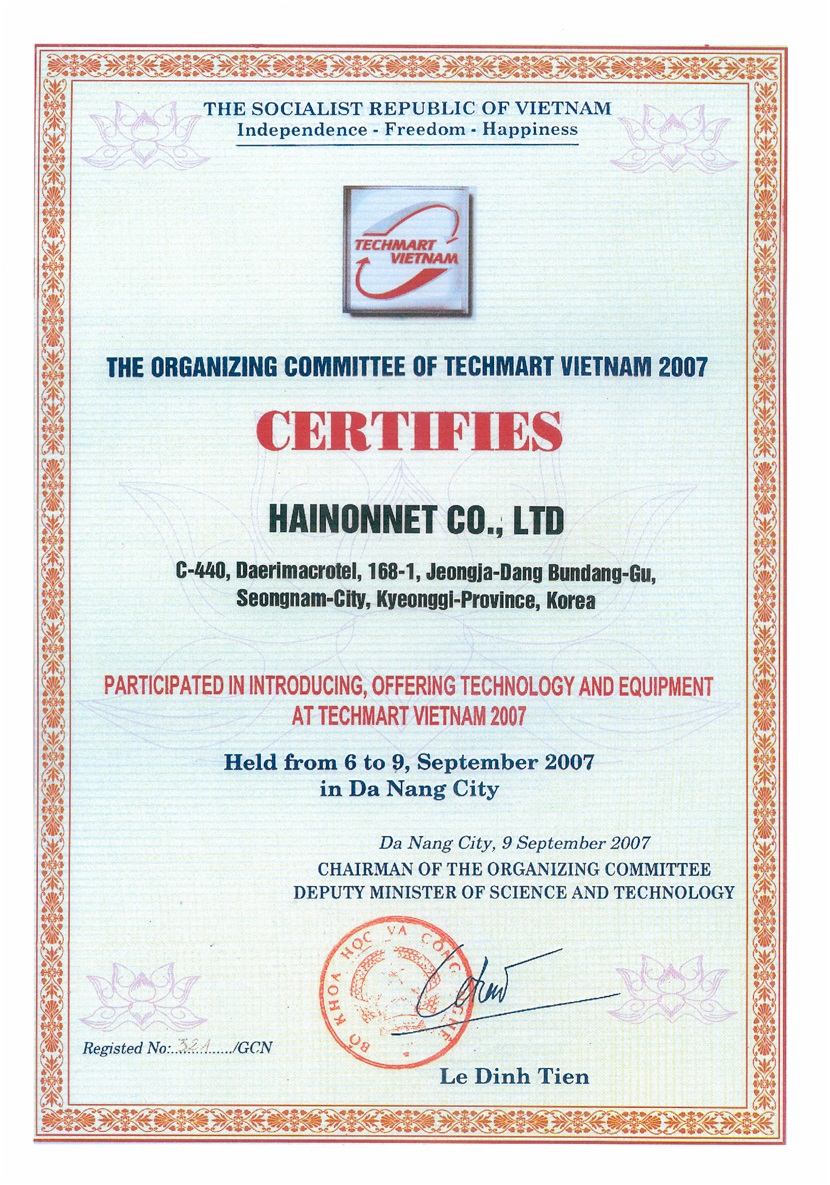 THE SOCIALIST REPUBLIC OF VIETNAM
Independence - Freedom - Happiness
TECHMART
VIETNAM
THE ORGANIZING COMMITTEE OF TECHMART VIETNAM 2007
CERTIFIES
HAINONNET CO., LTD
C-440, Daerimacrotel, 168-1, Jeongja-Dang Bundang-Gu,
Seongnam-City, Kyeonggi-Province, Korea
PARTICIPATED IN INTRODUCING, OFFERING TECHNOLOGY AND EQUIPMENT
AT TECHMART VIETNAM 2007
Held from 6 to 9, September 2007
in Da Nang City
Da Nang City, 9 September 2007
CHAIRMAN OF THE ORGANIZING COMMITTEE
DEPUTY MINISTER OF SCIENCE AND TECHNOLOGY
BỘ KHOA HỌC VÀ CÔNG NGHỆ
Registed No:...321....../GCN
Le Dinh Tien